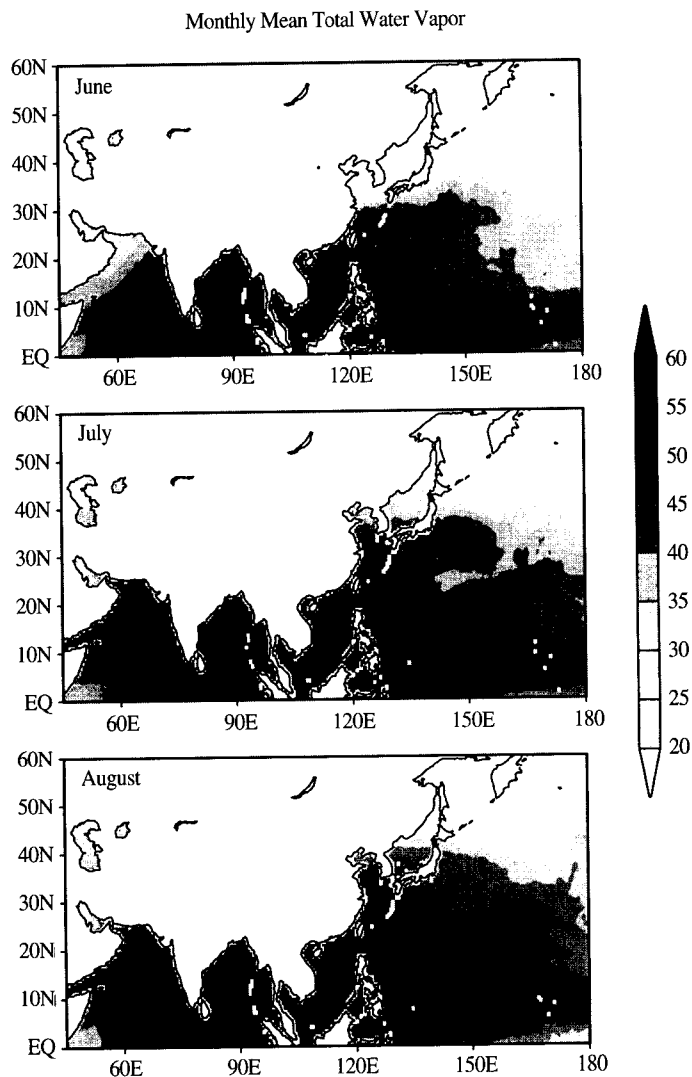 Monthly Mean Total Water Vapor
60N
June
50N
40N
30N
20N
10N
EQ
60E 90E 120E 150E 180
60N
July
50N
40N
30N
20N
10N
EQ
60E 90E 120E 150E 180
60N
August
50N
40N
30N
20N
10N
EQ
60E 90E 120E 150E 180
60
55
50
45
40
35
30
25
20